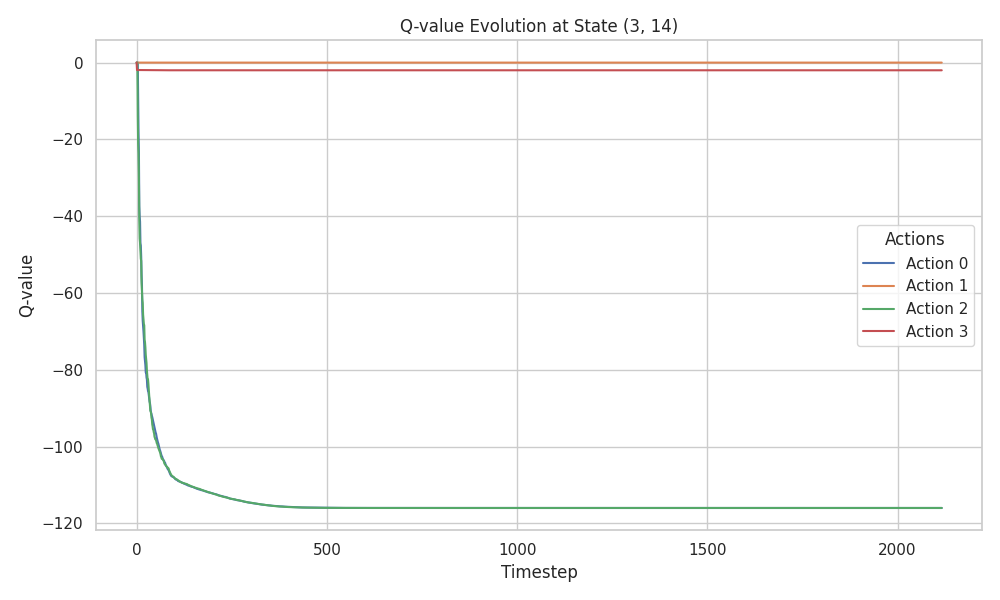 Q-value Evolution at State (3, 14)
Q-value
0
−20
−40
−60
−80
−100
−120
Actions
Action 0
Action 1
Action 2
Action 3
0
500
1000
1500
2000
Timestep